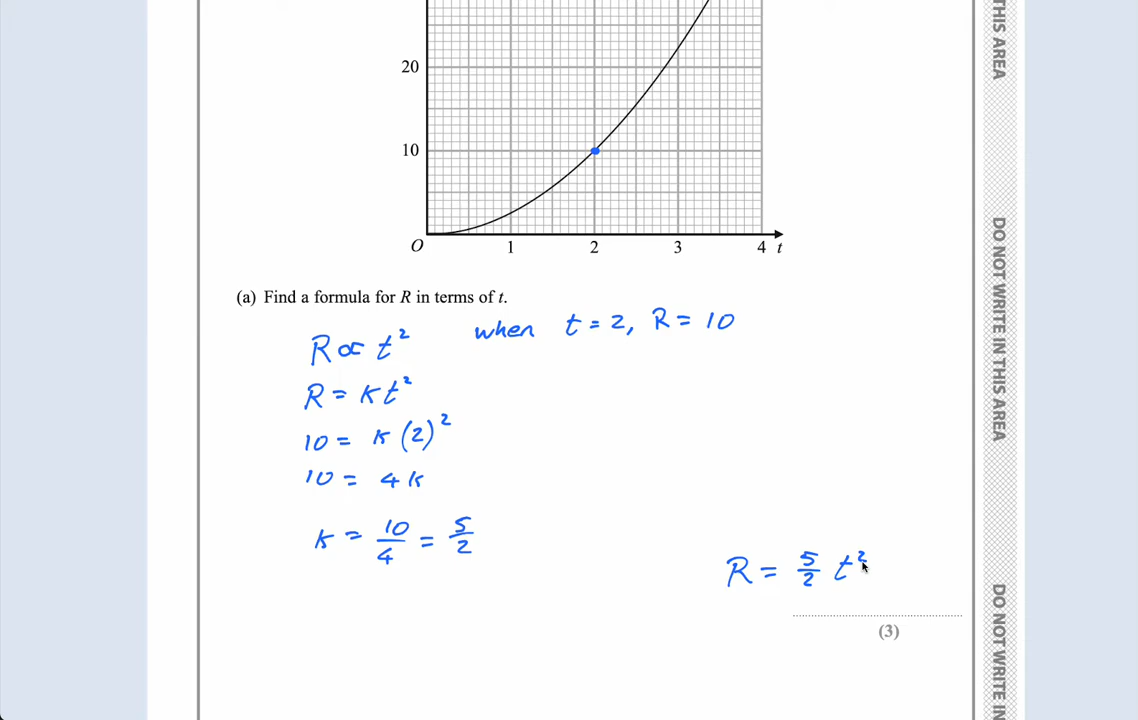 THIS AREA
20
10
O 1 2 3 4 t
(a) Find a formula for R in terms of t.
R ∝ t² when t = 2, R = 10
R = kt²
10 = k (2)²
10 = 4k
k = 10/4 = 5/2
R = 5/2 t²
(3)
DO NOT WRITE IN THIS AREA
DO NOT WRITE IN